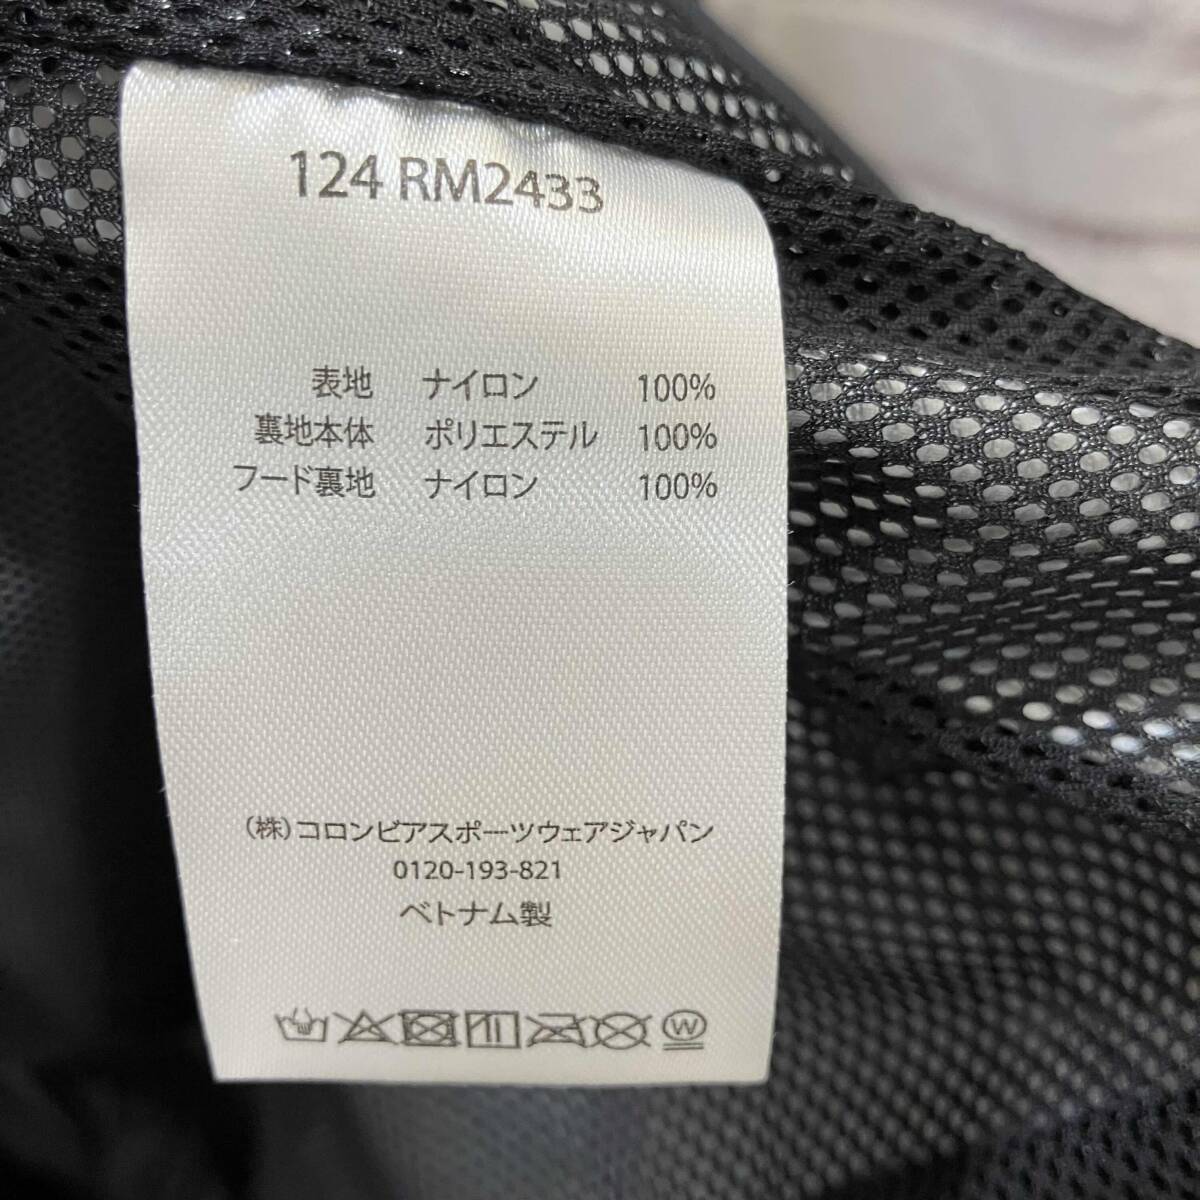 124 RM2433
表地 ナイロン 100%
裏地本体 ポリエステル 100%
フード裏地 ナイロン 100%
(株)コロンビアスポーツウェアジャパン
0120-193-821
ベトナム製
W